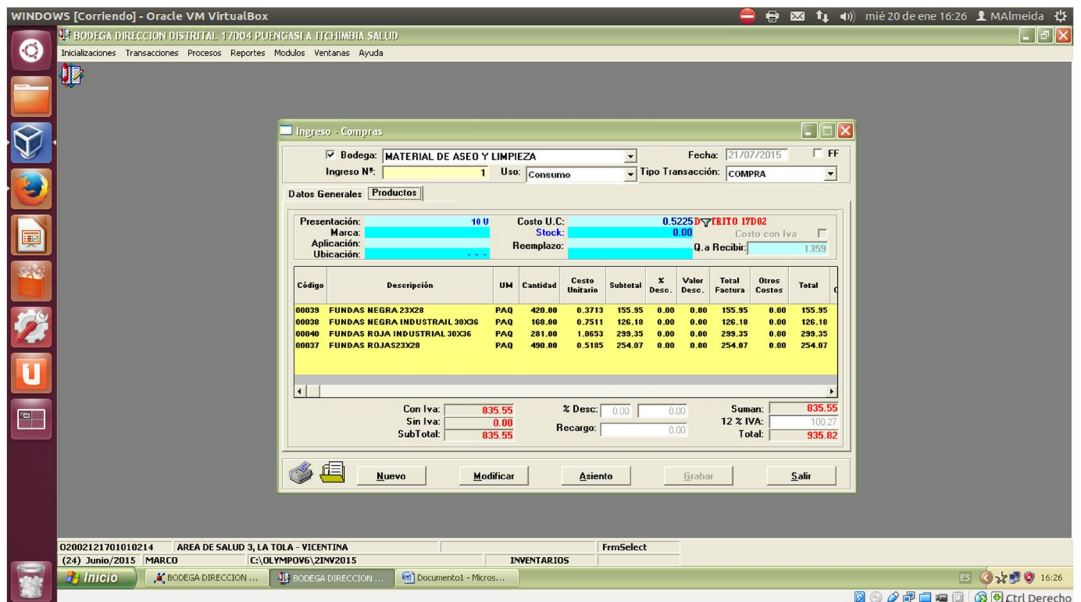 WINDOWS [Corriendo] - Oracle VM VirtualBox
mié 20 de ene 16:26 MAlmeida
BODEGA DIRECCION DISTRITAL 17D04 PUENGASI A ITCHIMBIA SALUD
Inicializaciones Transacciones Procesos Reportes Modulos Ventanas Ayuda
Ingreso - Compras
Bodega: MATERIAL DE ASEO Y LIMPIEZA Fecha: 21/07/2015 FF
Ingreso Nº: 1 Uso: Consumo Tipo Transacción: COMPRA
Datos Generales Productos
Presentación: 10 U Costo U.C: 0.5225 TRITO 17D02
Marca: Stock: 0.00 Costo con Iva
Aplicación: Reemplazo: Q.a Recibir: 1359
Ubicación: - - -
Código Descripción UM Cantidad Costo Unitario Subtotal % Desc. Valor Desc. Total Factura Otros Costos Total
00039 FUNDAS NEGRA 23X28 PAQ 420.00 0.3713 155.95 0.00 0.00 155.95 0.00 155.95
00038 FUNDAS NEGRA INDUSTRAIL 30X36 PAQ 168.00 0.7511 126.18 0.00 0.00 126.18 0.00 126.18
00040 FUNDAS ROJA INDUSTRIAL 30X36 PAQ 281.00 1.0653 299.35 0.00 0.00 299.35 0.00 299.35
00037 FUNDAS ROJAS23X28 PAQ 490.00 0.5185 254.07 0.00 0.00 254.07 0.00 254.07
Con Iva: 835.55 % Desc: 0.00 0.00 Suman: 835.55
Sin Iva: 0.00 Recargo: 0.00 12 % IVA: 100.27
SubTotal: 835.55 Total: 935.82
Nuevo Modificar Asiento Grabar Salir
02002121701010214 AREA DE SALUD 3, LA TOLA - VICENTINA FrmSelect
(24) Junio/2015 MARCO C:\OLYMPOV6\2INV2015 INVENTARIOS
Inicio BODEGA DIRECCION ... BODEGA DIRECCION ... Documento1 - Micros... ES 16:26
Ctrl Derecho